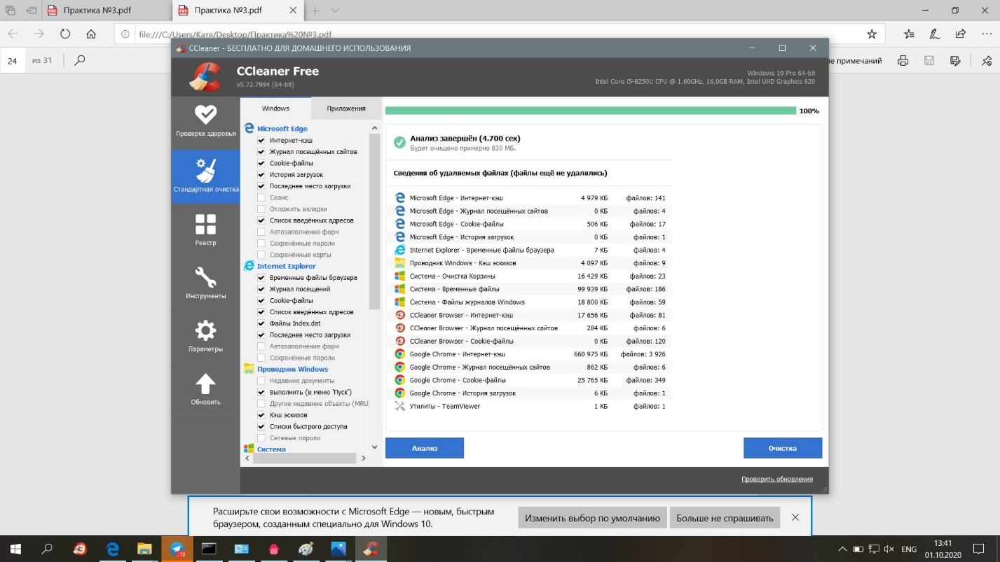 Практика №3.pdf
Практика №3.pdf
file:///C:/Users/Катя/Desktop/Практика%20№3.pdf
24
из 31
е примечаний
CCleaner - БЕСПЛАТНО ДЛЯ ДОМАШНЕГО ИСПОЛЬЗОВАНИЯ
CCleaner Free
v5.72.7994 (64-bit)
Windows 10 Pro 64-bit
Intel Core i5-8250U CPU @ 1.60GHz, 16,0GB RAM, Intel UHD Graphics 620
Проверка здоровья
Стандартная очистка
Реестр
Инструменты
Параметры
Обновить
Windows
Приложения
Microsoft Edge
Интернет-кэш
Журнал посещённых сайтов
Cookie-файлы
История загрузок
Последнее место загрузки
Сеанс
Отложить вкладки
Список введённых адресов
Автозаполнение форм
Сохранённые пароли
Сохранённые карты
Internet Explorer
Временные файлы браузера
Журнал посещений
Cookie-файлы
Список введённых адресов
Файлы Index.dat
Последнее место загрузки
Автозаполнение форм
Сохранённые пароли
Проводник Windows
Недавние документы
Выполнить (в меню 'Пуск')
Другие недавние объекты (MRU)
Кэш эскизов
Списки быстрого доступа
Сетевые пароли
Система
100%
Анализ завершён (4.700 сек)
Будет очищено примерно 830 МБ.
Сведения об удаляемых файлах (файлы ещё не удалялись)
Microsoft Edge - Интернет-кэш 4 979 КБ файлов: 141
Microsoft Edge - Журнал посещённых сайтов 0 КБ файлов: 4
Microsoft Edge - Cookie-файлы 506 КБ файлов: 17
Microsoft Edge - История загрузок 0 КБ файлов: 1
Internet Explorer - Временные файлы браузера 7 КБ файлов: 4
Проводник Windows - Кэш эскизов 4 097 КБ файлов: 9
Система - Очистка Корзины 16 429 КБ файлов: 23
Система - Временные файлы 99 939 КБ файлов: 186
Система - Файлы журналов Windows 18 800 КБ файлов: 59
CCleaner Browser - Интернет-кэш 17 656 КБ файлов: 81
CCleaner Browser - Журнал посещённых сайтов 284 КБ файлов: 6
CCleaner Browser - Cookie-файлы 0 КБ файлов: 120
Google Chrome - Интернет-кэш 660 975 КБ файлов: 3 926
Google Chrome - Журнал посещённых сайтов 862 КБ файлов: 6
Google Chrome - Cookie-файлы 25 765 КБ файлов: 349
Google Chrome - История загрузок 6 КБ файлов: 1
Утилиты - TeamViewer 1 КБ файлов: 1
Анализ
Очистка
Проверить обновления
Расширьте свои возможности с Microsoft Edge — новым, быстрым
браузером, созданным специально для Windows 10.
Изменить выбор по умолчанию
Больше не спрашивать
ENG
13:41
01.10.2020